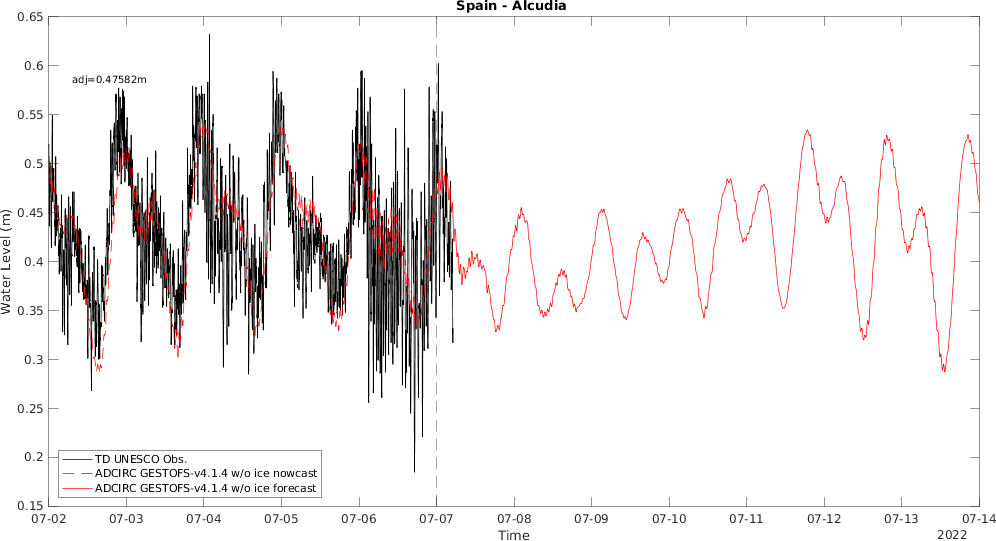 Spain - Alcudia
0.65
0.6
0.55
0.5
0.45
0.4
0.35
0.3
0.25
0.2
0.15
Water Level (m)
adj=0.47582m
TD UNESCO Obs.
ADCIRC GESTOFS-v4.1.4 w/o ice nowcast
ADCIRC GESTOFS-v4.1.4 w/o ice forecast
07-02 07-03 07-04 07-05 07-06 07-07 07-08 07-09 07-10 07-11 07-12 07-13 07-14
Time
2022